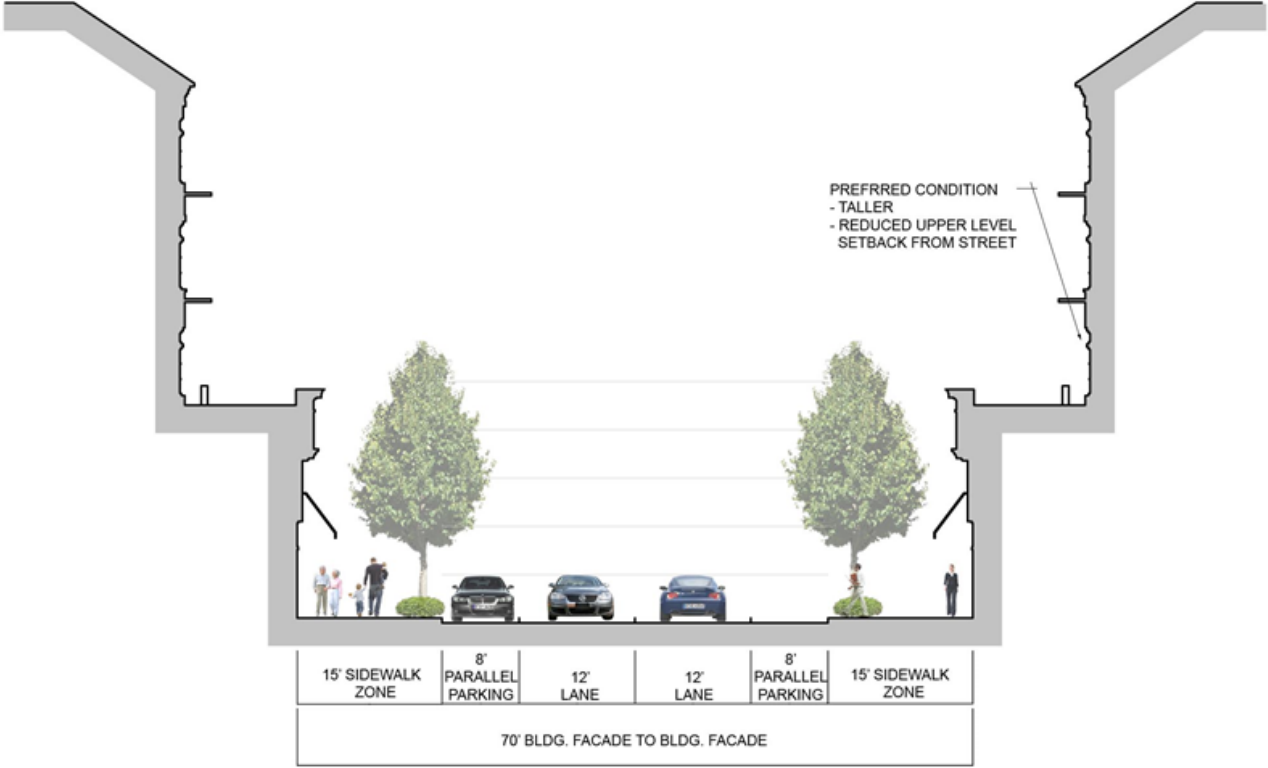 PREFRRED CONDITION
- TALLER
- REDUCED UPPER LEVEL
SETBACK FROM STREET
15' SIDEWALK
ZONE
8'
PARALLEL
PARKING
12'
LANE
12'
LANE
8'
PARALLEL
PARKING
15' SIDEWALK
ZONE
70' BLDG. FACADE TO BLDG. FACADE